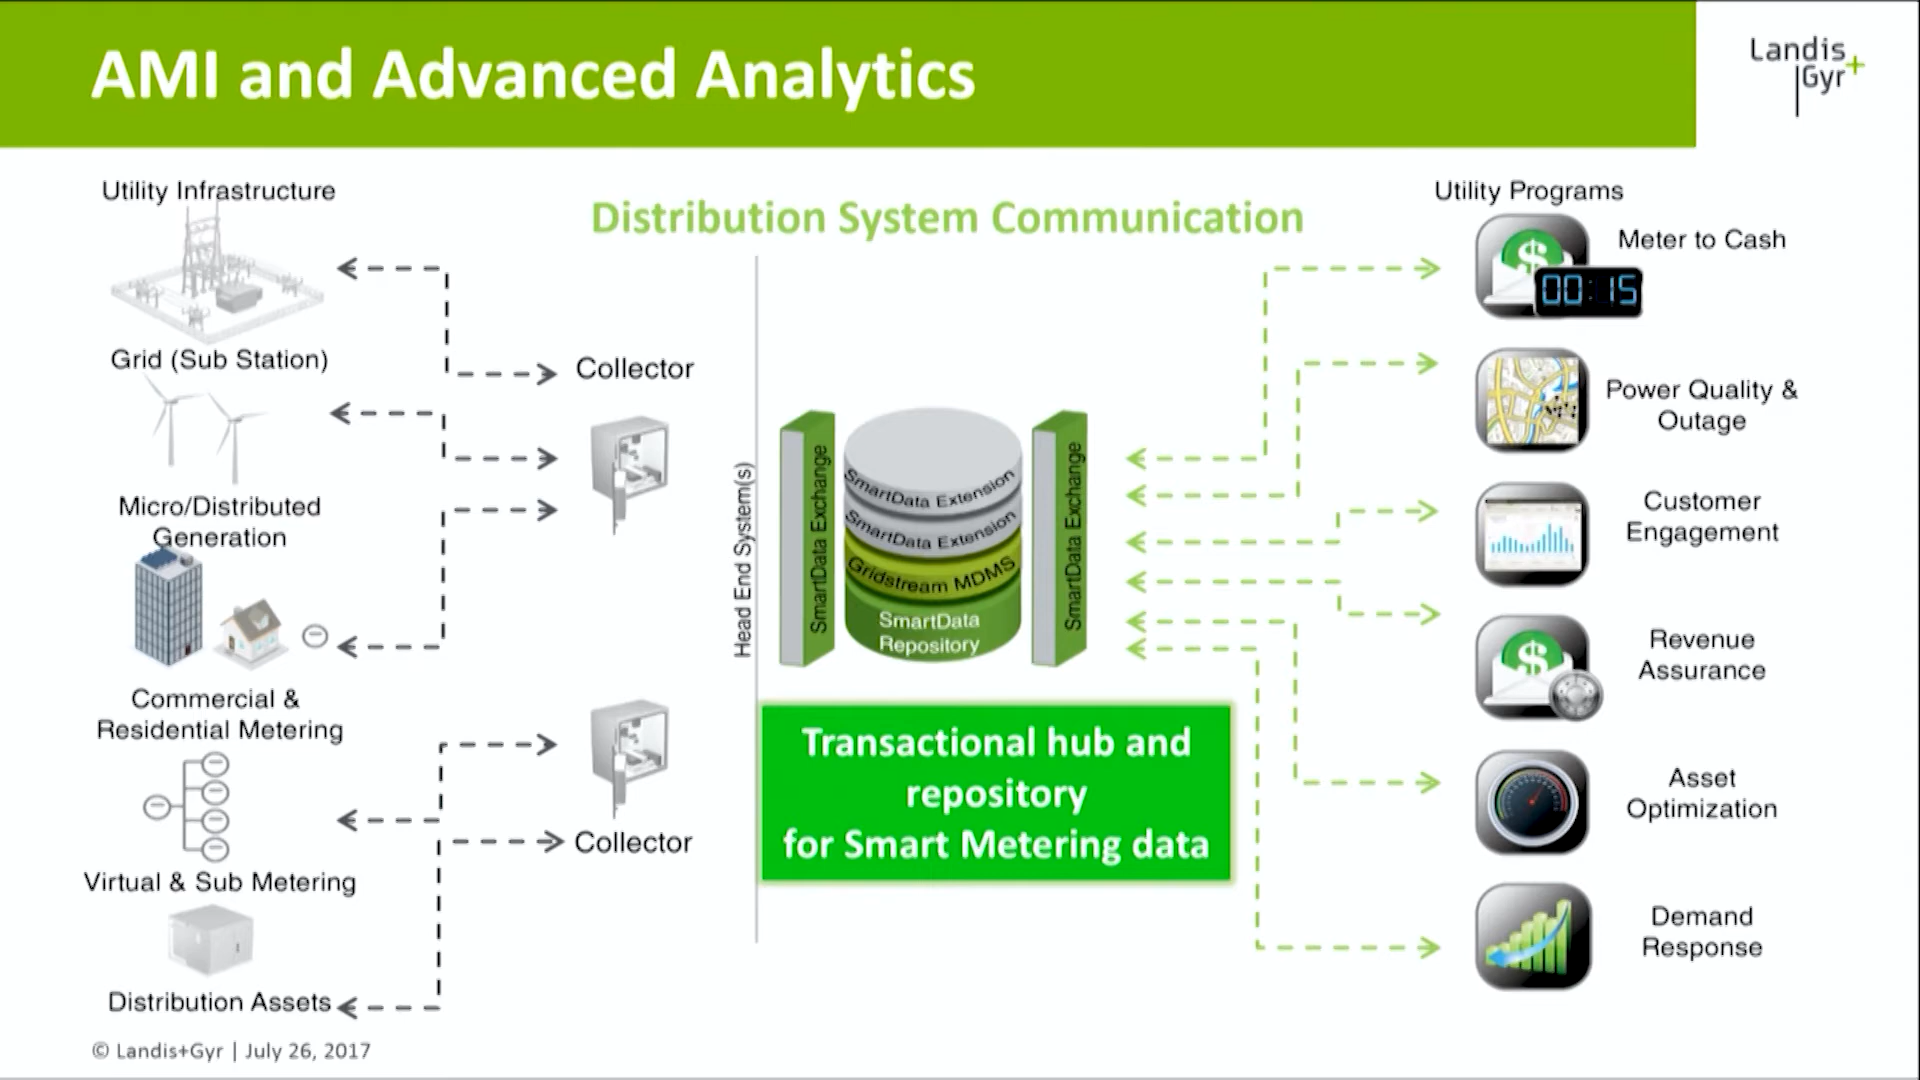 AMI and Advanced Analytics
Landis
Gyr+
Utility Infrastructure
Grid (Sub Station)
Micro/Distributed
Generation
Commercial &
Residential Metering
Virtual & Sub Metering
Distribution Assets
Distribution System Communication
Collector
Collector
Head End System(s)
SmartData Exchange
SmartData Extension
SmartData Extension
Gridstream MDMS
SmartData
Repository
SmartData Exchange
Transactional hub and
repository
for Smart Metering data
Utility Programs
$
00:15
Meter to Cash
Power Quality &
Outage
Customer
Engagement
$
Revenue
Assurance
Asset
Optimization
Demand
Response
© Landis+Gyr | July 26, 2017